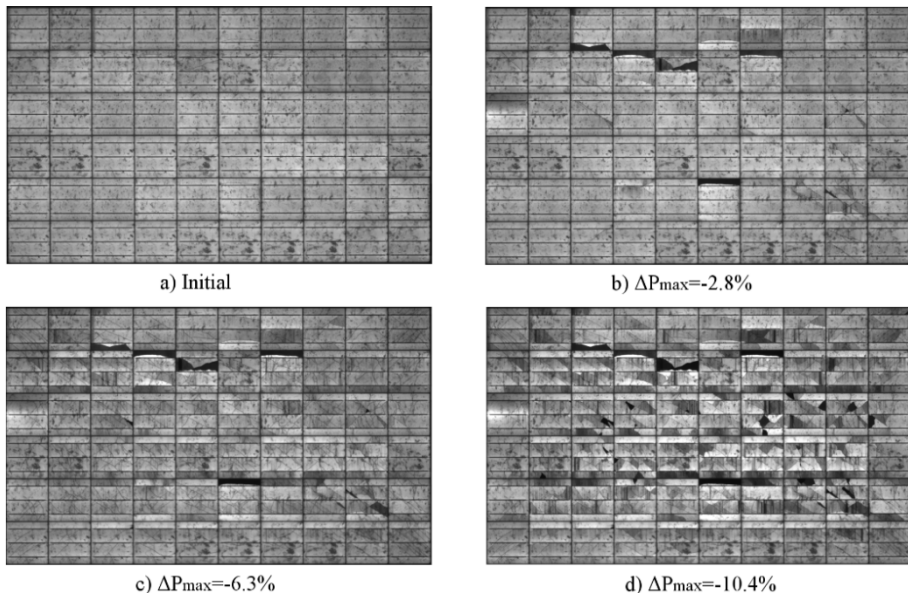 a) Initial
b) ΔPmax=-2.8%
c) ΔPmax=-6.3%
d) ΔPmax=-10.4%